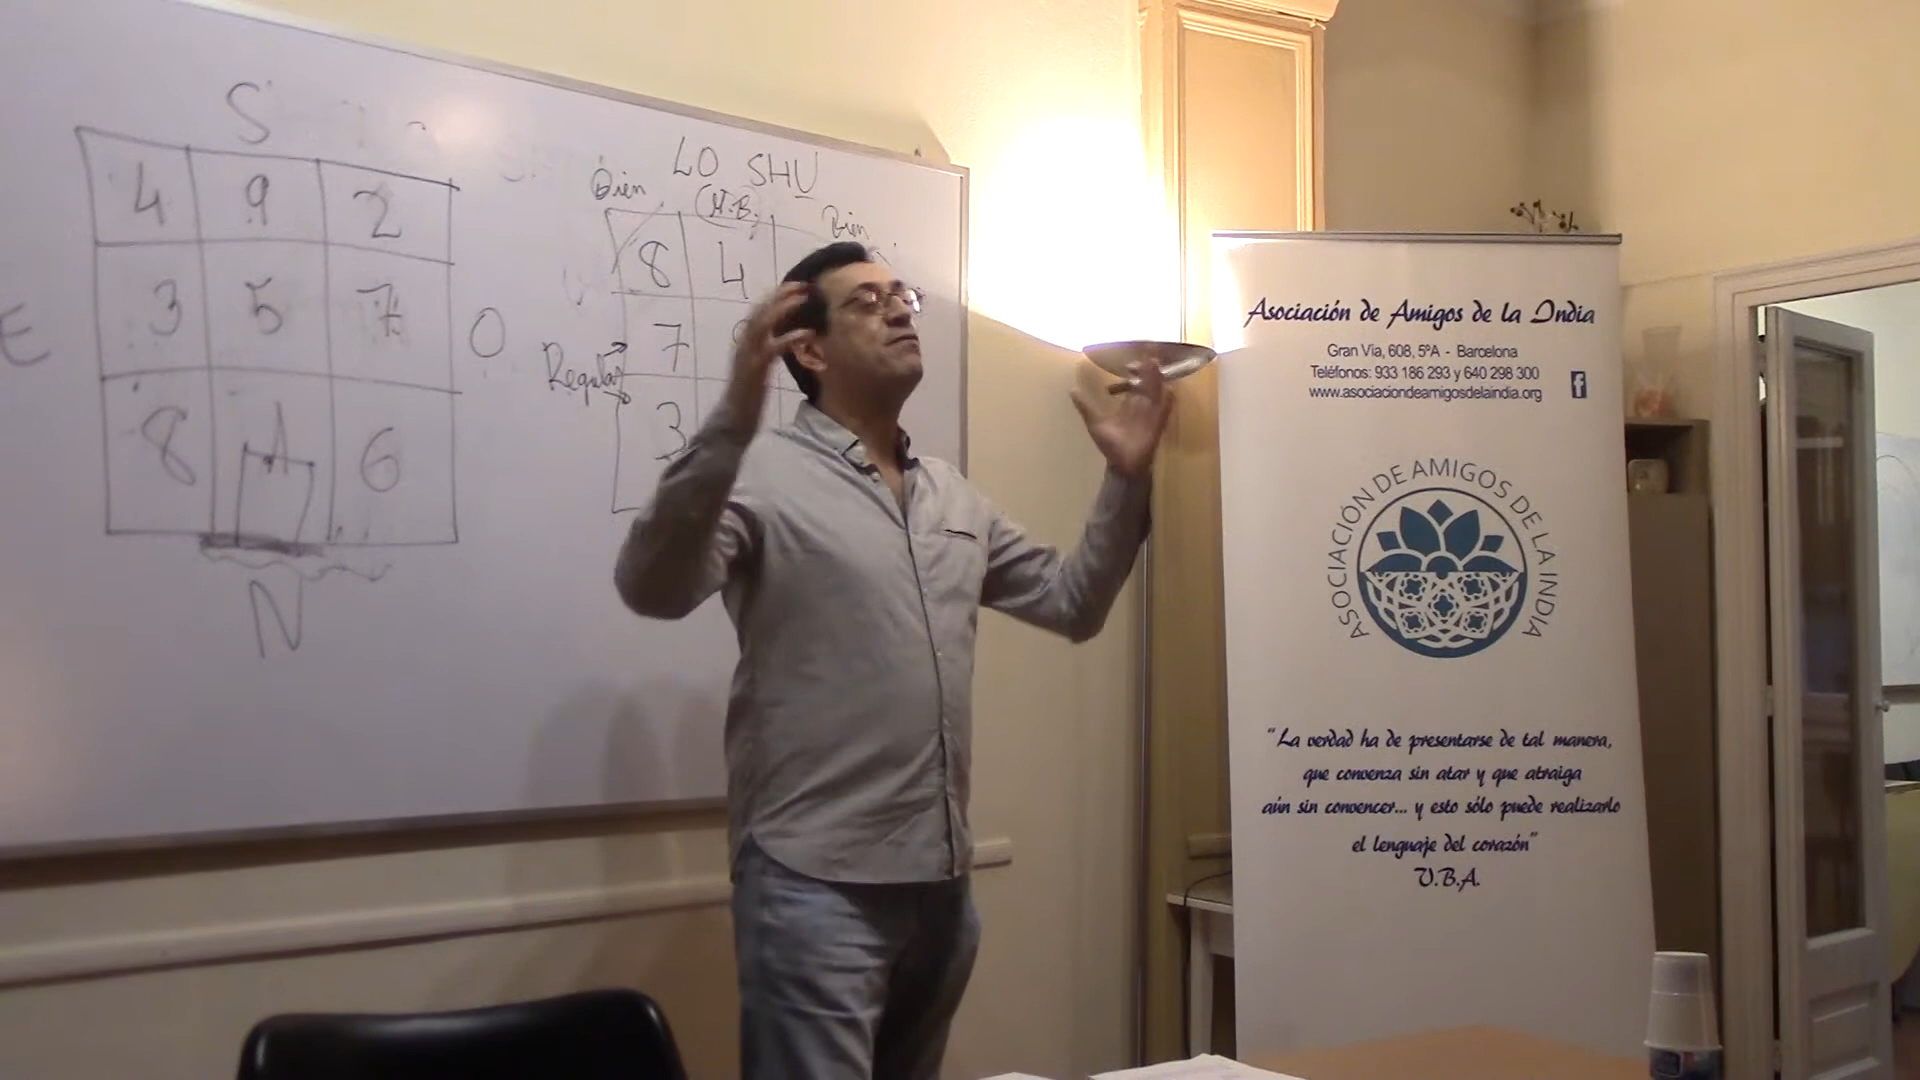 S
4 9 2
3 5 7
8 1 6
E
O
N
LO SHU
Bien
(M.B.)
Bien
8 4
7
3
Regular
Asociación de Amigos de la India
Gran Vía, 608, 5ºA - Barcelona
Teléfonos: 933 186 293 y 640 298 300
www.asociaciondeamigosdelaindia.org
f
ASOCIACIÓN DE AMIGOS DE LA INDIA
"La verdad ha de presentarse de tal manera,
que convenza sin atar y que atraiga
aún sin convencer... y esto sólo puede realizarlo
el lenguaje del corazón"
V.B.A.